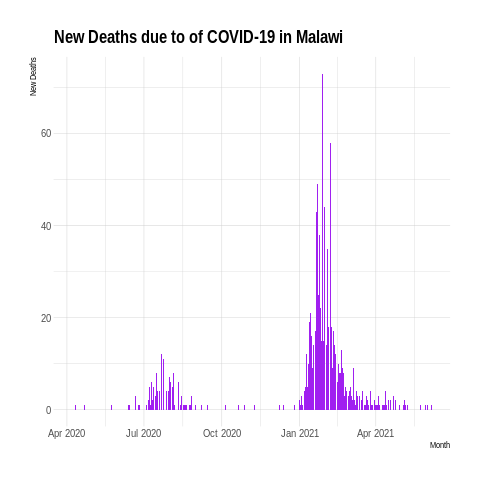 New Deaths due to of COVID-19 in Malawi
New Deaths
60
40
20
0
Apr 2020 Jul 2020 Oct 2020 Jan 2021 Apr 2021
Month